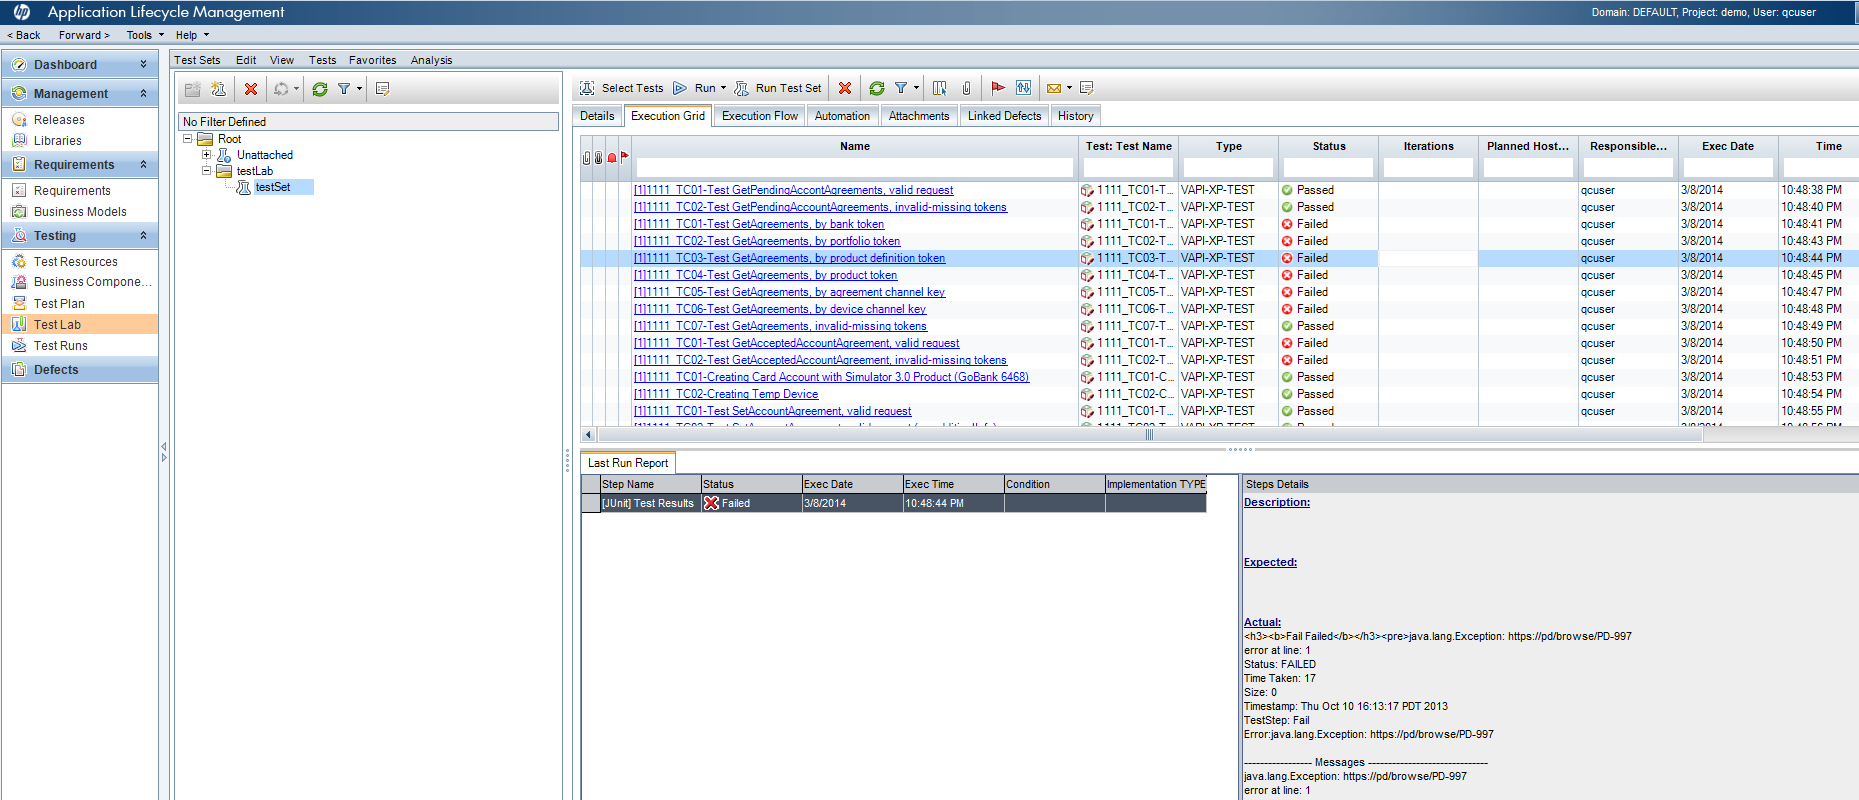 hp Application Lifecycle Management
Domain: DEFAULT, Project: demo, User: qcuser
< Back Forward > Tools Help
Dashboard
Management
Releases
Libraries
Requirements
Requirements
Business Models
Testing
Test Resources
Business Compone...
Test Plan
Test Lab
Test Runs
Defects
Test Sets Edit View Tests Favorites Analysis
No Filter Defined
Root
Unattached
testLab
testSet
Select Tests Run Run Test Set
Details Execution Grid Execution Flow Automation Attachments Linked Defects History
Name Test: Test Name Type Status Iterations Planned Host... Responsible... Exec Date Time
[1]1111_TC01-Test GetPendingAccontAgreements, valid request 1111_TC01-T... VAPI-XP-TEST Passed qcuser 3/8/2014 10:48:38 PM
[1]1111_TC02-Test GetPendingAccountAgreements, invalid-missing tokens 1111_TC02-T... VAPI-XP-TEST Passed qcuser 3/8/2014 10:48:40 PM
[1]1111_TC01-Test GetAgreements, by bank token 1111_TC01-T... VAPI-XP-TEST Failed qcuser 3/8/2014 10:48:41 PM
[1]1111_TC02-Test GetAgreements, by portfolio token 1111_TC02-T... VAPI-XP-TEST Failed qcuser 3/8/2014 10:48:43 PM
[1]1111_TC03-Test GetAgreements, by product definition token 1111_TC03-T... VAPI-XP-TEST Failed qcuser 3/8/2014 10:48:44 PM
[1]1111_TC04-Test GetAgreements, by product token 1111_TC04-T... VAPI-XP-TEST Failed qcuser 3/8/2014 10:48:45 PM
[1]1111_TC05-Test GetAgreements, by agreement channel key 1111_TC05-T... VAPI-XP-TEST Failed qcuser 3/8/2014 10:48:47 PM
[1]1111_TC06-Test GetAgreements, by device channel key 1111_TC06-T... VAPI-XP-TEST Failed qcuser 3/8/2014 10:48:48 PM
[1]1111_TC07-Test GetAgreements, invalid-missing tokens 1111_TC07-T... VAPI-XP-TEST Passed qcuser 3/8/2014 10:48:49 PM
[1]1111_TC01-Test GetAcceptedAccountAgreement, valid request 1111_TC01-T... VAPI-XP-TEST Failed qcuser 3/8/2014 10:48:50 PM
[1]1111_TC02-Test GetAcceptedAccountAgreement, invalid-missing tokens 1111_TC02-T... VAPI-XP-TEST Failed qcuser 3/8/2014 10:48:51 PM
[1]1111_TC01-Creating Card Account with Simulator 3.0 Product (GoBank 6468) 1111_TC01-C... VAPI-XP-TEST Passed qcuser 3/8/2014 10:48:53 PM
[1]1111_TC02-Creating Temp Device 1111_TC02-C... VAPI-XP-TEST Passed qcuser 3/8/2014 10:48:54 PM
[1]1111_TC01-Test SetAccountAgreement, valid request 1111_TC01-T... VAPI-XP-TEST Passed qcuser 3/8/2014 10:48:55 PM
Last Run Report
Step Name Status Exec Date Exec Time Condition Implementation TYPE
[JUnit] Test Results Failed 3/8/2014 10:48:44 PM
Steps Details
Description:
Expected:
Actual:
<h3><b>Fail Failed</b></h3><pre>java.lang.Exception: https://pd/browse/PD-997
error at line: 1
Status: FAILED
Time Taken: 17
Size: 0
Timestamp: Thu Oct 10 16:13:17 PDT 2013
TestStep: Fail
Error:java.lang.Exception: https://pd/browse/PD-997
----------------- Messages ------------------------------
java.lang.Exception: https://pd/browse/PD-997
error at line: 1